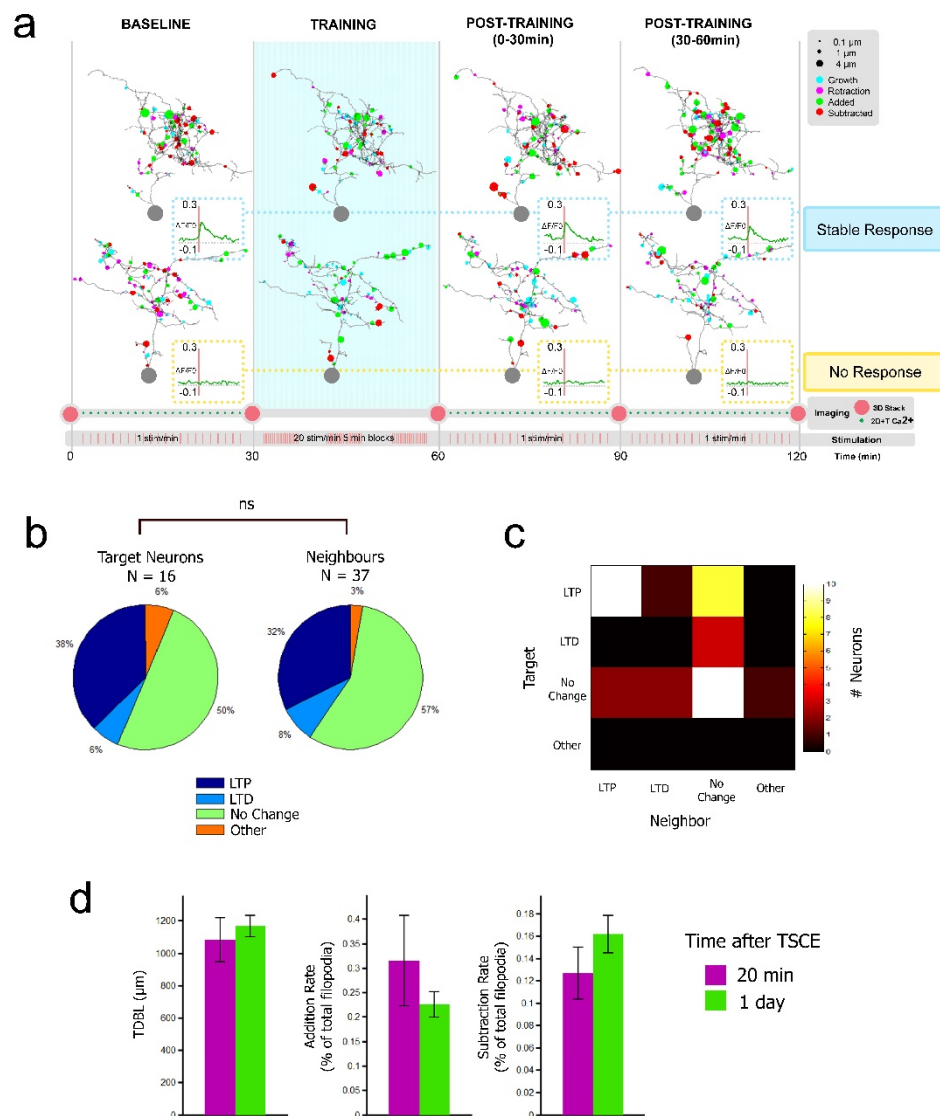 a
BASELINE
TRAINING
POST-TRAINING
(0-30min)
POST-TRAINING
(30-60min)
0.1 µm
1 µm
4 µm
Growth
Retraction
Added
Subtracted
0.3
ΔF/F0
-0.1
0.3
ΔF/F0
-0.1
0.3
ΔF/F0
-0.1
Stable Response
0.3
ΔF/F0
-0.1
0.3
ΔF/F0
-0.1
0.3
ΔF/F0
-0.1
No Response
Imaging
3D Stack
2D+T Ca2+
1 stim/min
20 stim/min 5 min blocks
1 stim/min
1 stim/min
Stimulation
0
30
60
90
120
Time (min)
b
ns
Target Neurons
N = 16
Neighbours
N = 37
6%
38%
50%
6%
3%
32%
57%
8%
LTP
LTD
No Change
Other
c
Target
LTP
LTD
No
Change
Other
LTP
LTD
No
Change
Other
Neighbor
10
9
8
7
6
5
4
3
2
1
0
# Neurons
d
TDBL (µm)
1200
1000
800
600
400
200
0
Addition Rate
(% of total filopodia)
0.4
0.35
0.3
0.25
0.2
0.15
0.1
0.05
0
Subtraction Rate
(% of total filopodia)
0.18
0.16
0.14
0.12
0.1
0.08
0.06
0.04
0.02
0
Time after TSCE
20 min
1 day